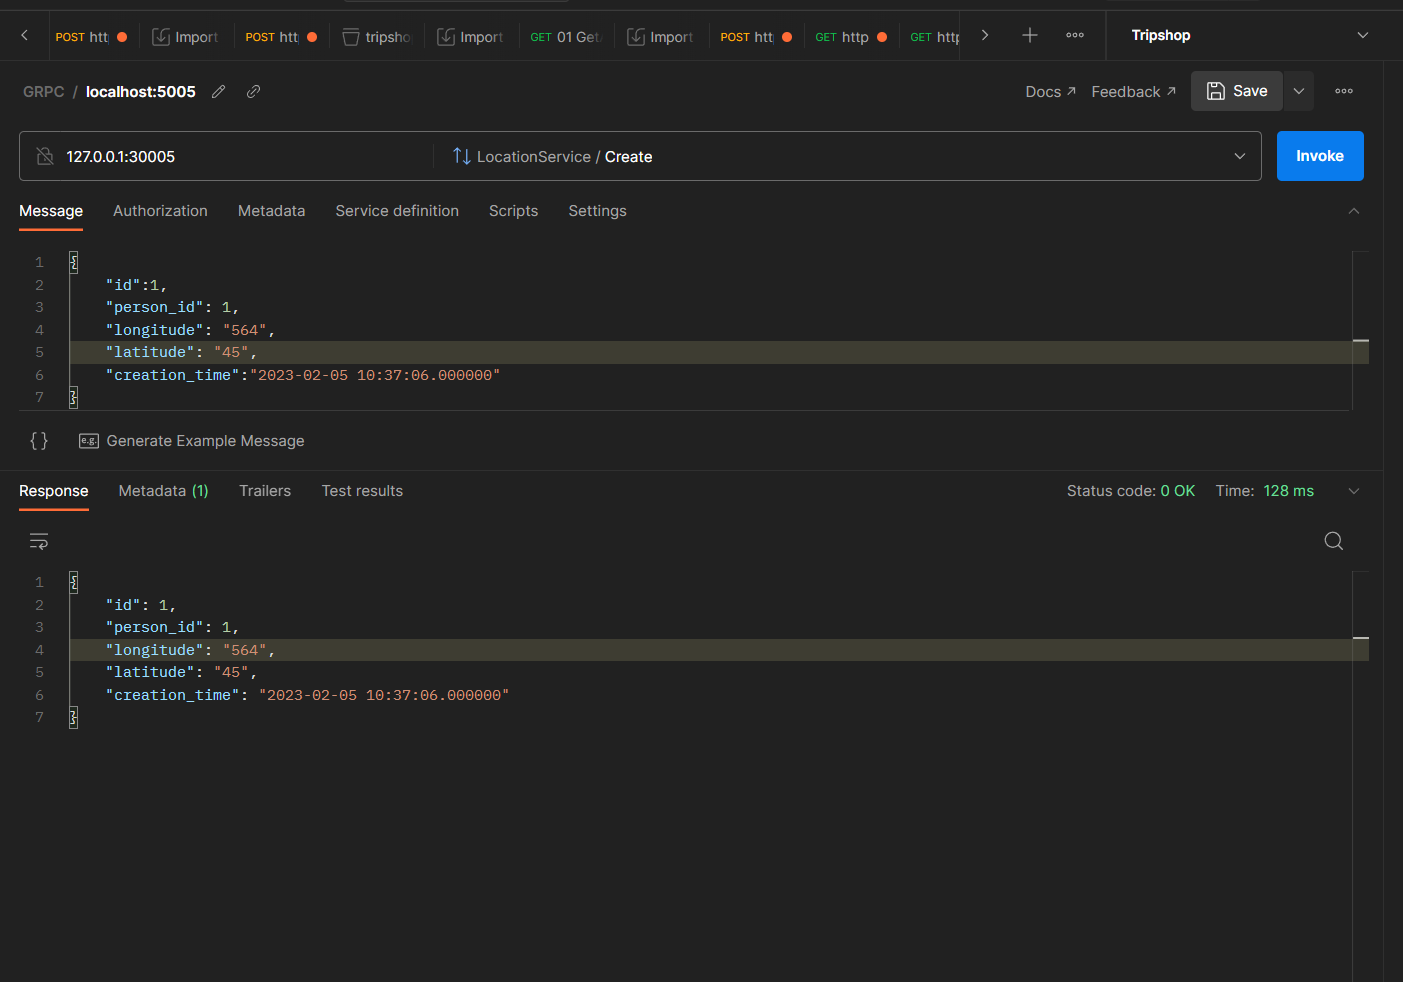 POST htt Import POST htt tripsho Import GET 01 Get Import POST htt GET http GET http Tripshop
GRPC / localhost:5005 Docs Feedback Save
127.0.0.1:30005 LocationService / Create Invoke
Message Authorization Metadata Service definition Scripts Settings
1 {
2 "id":1,
3 "person_id": 1,
4 "longitude": "564",
5 "latitude": "45",
6 "creation_time":"2023-02-05 10:37:06.000000"
7 }
{} e.g. Generate Example Message
Response Metadata (1) Trailers Test results Status code: 0 OK Time: 128 ms
1 {
2 "id": 1,
3 "person_id": 1,
4 "longitude": "564",
5 "latitude": "45",
6 "creation_time": "2023-02-05 10:37:06.000000"
7 }